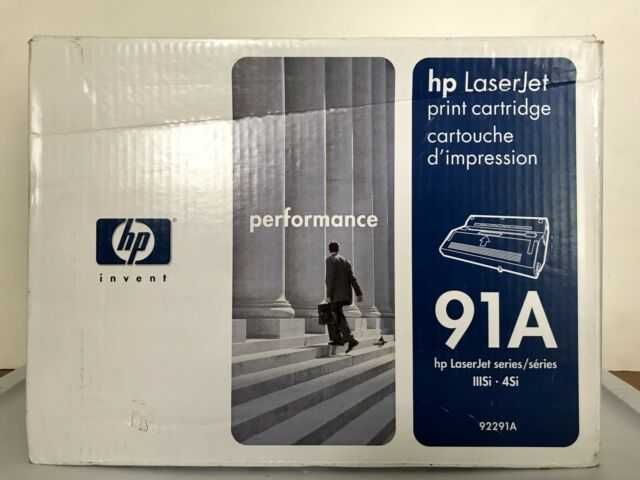 hp
invent
performance
hp LaserJet
print cartridge
cartouche
d'impression
91A
hp LaserJet series/séries
IIISi · 4Si
92291A